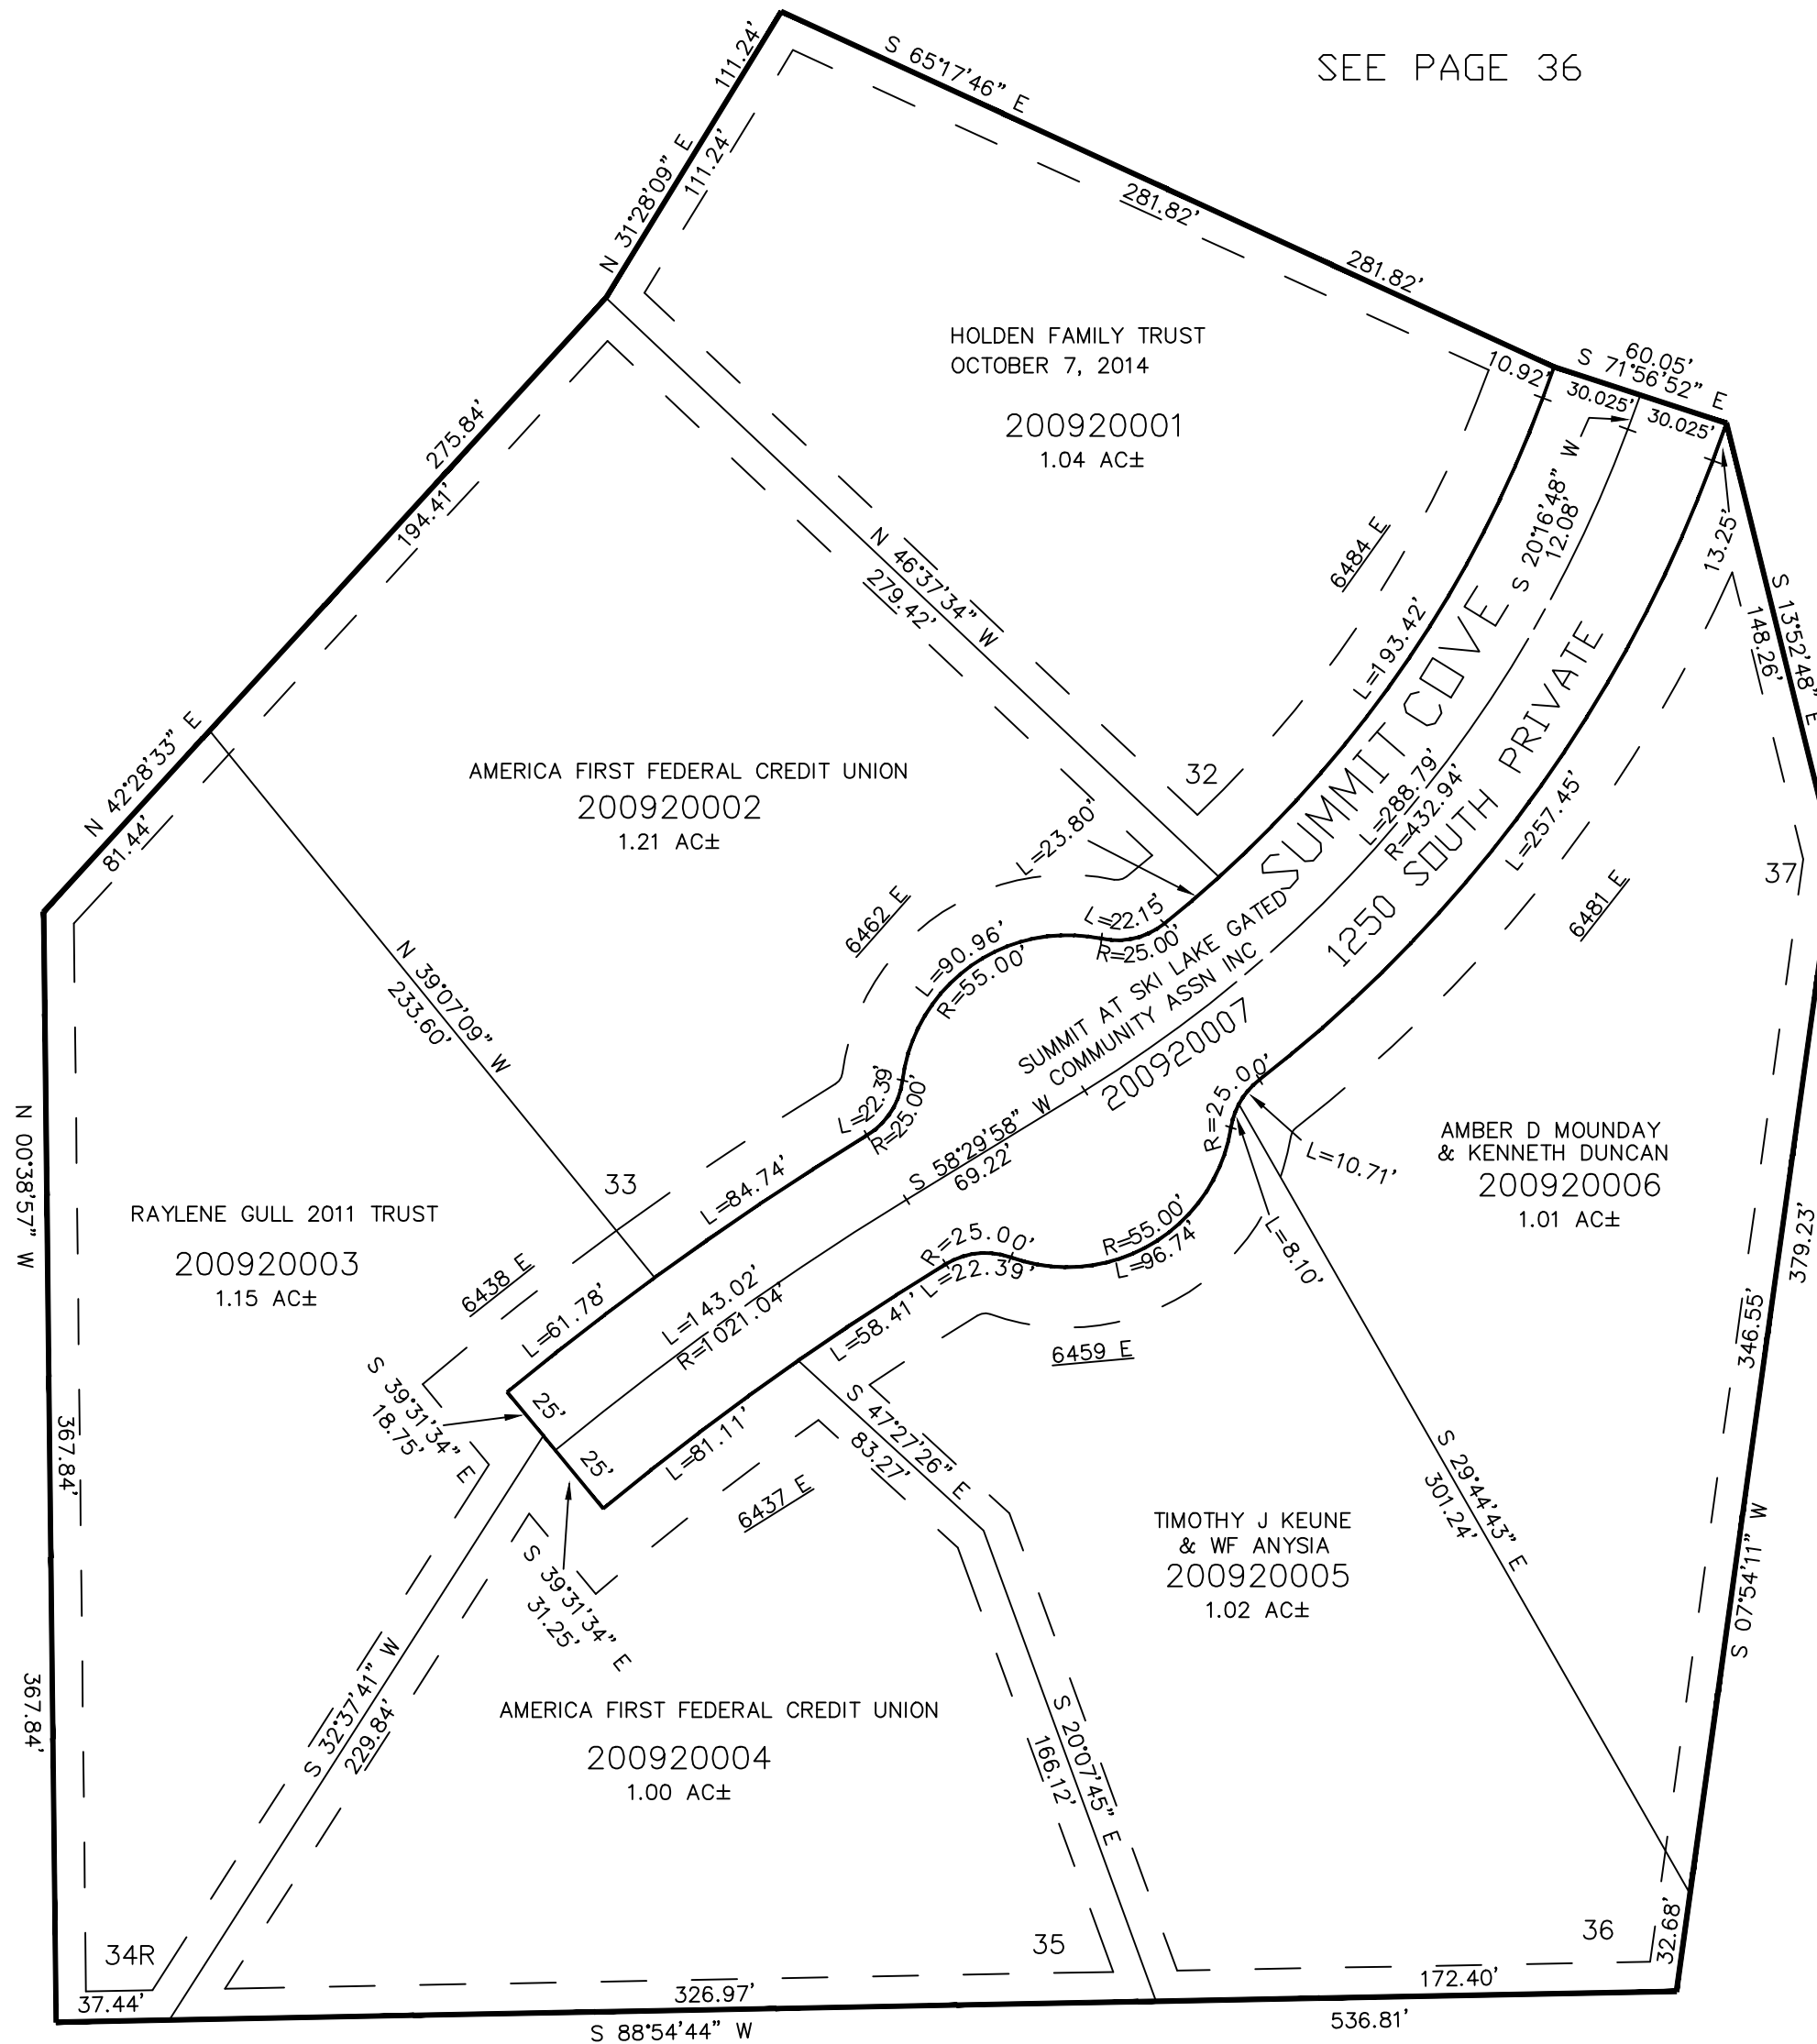 SEE PAGE 36
111.24'
N 31°28'09" E
111.24'
S 65°17'46" E
281.82'
281.82'
HOLDEN FAMILY TRUST
OCTOBER 7, 2014
200920001
1.04 AC±
10.92'
60.05'
S 71°56'52" E
30.025'
30.025'
13.25'
S 13°52'48" E
148.26'
275.84'
194.41'
N 42°28'33" E
81.44'
N 46°37'34" W
279.42'
6484 E
L=193.42'
S 20°16'48" W
12.08'
SUMMIT COVE
1250 SOUTH PRIVATE
L=288.79'
R=432.94'
L=257.45'
6481 E
32
37
AMERICA FIRST FEDERAL CREDIT UNION
200920002
1.21 AC±
L=23.80'
L=22.15'
R=25.00'
6462 E
L=90.96'
R=55.00'
SUMMIT AT SKI LAKE GATED
COMMUNITY ASSN INC
200920007
N 39°07'09" W
233.60'
L=22.39'
R=25.00'
S 58°29'58" W
69.22'
R=25.00'
L=10.71'
AMBER D MOUNDAY
& KENNETH DUNCAN
200920006
1.01 AC±
N 00°38'57" W
33
L=84.74'
RAYLENE GULL 2011 TRUST
200920003
1.15 AC±
6438 E
L=61.78'
L=143.02'
R=1021.04'
R=25.00'
L=22.39'
R=55.00'
L=96.74'
L=8.10'
L=58.41'
6459 E
379.23'
346.55'
S 39°31'34" E
18.75'
25'
25'
L=81.11'
6437 E
S 47°27'26" E
83.27'
S 29°44'43" E
301.24'
S 07°54'11" W
367.84'
S 39°31'34" E
31.25'
TIMOTHY J KEUNE
& WF ANYSIA
200920005
1.02 AC±
367.84'
S 32°37'41" W
229.84'
AMERICA FIRST FEDERAL CREDIT UNION
200920004
1.00 AC±
S 20°07'45" E
166.12'
34R
35
36
32.68'
37.44'
326.97'
172.40'
S 88°54'44" W
536.81'